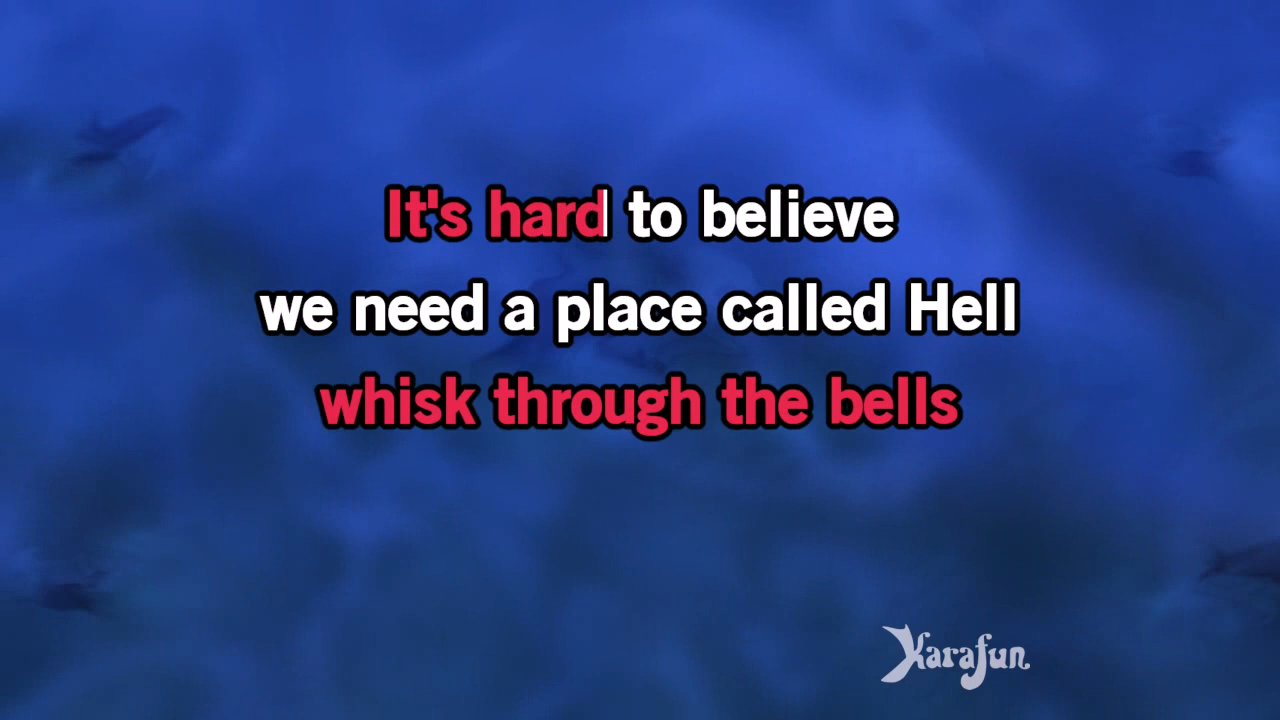 It's hard to believe
we need a place called Hell
whisk through the bells
Karafun